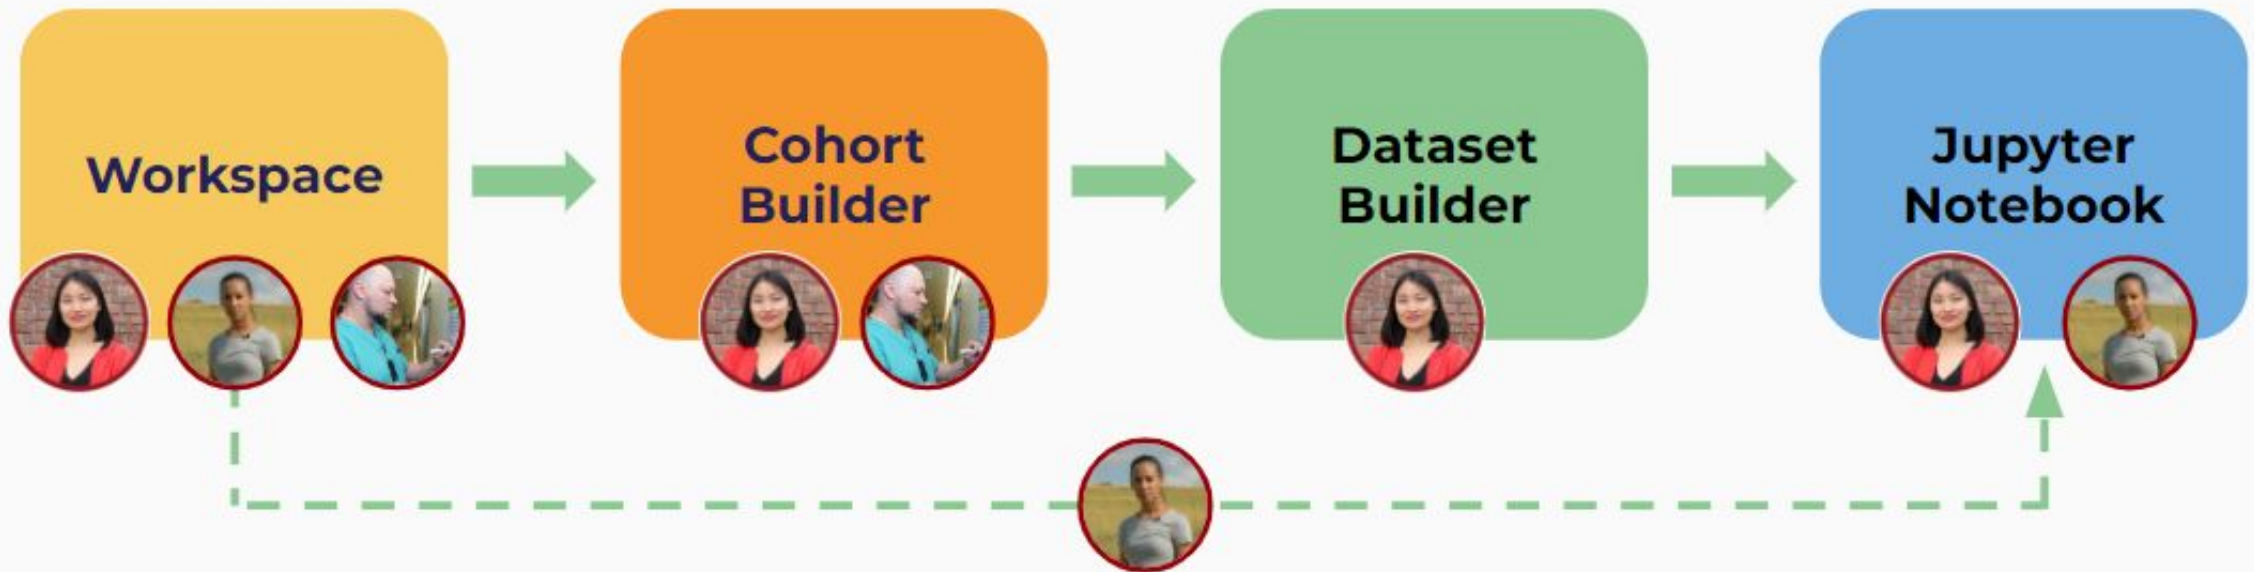 Workspace
Cohort
Builder
Dataset
Builder
Jupyter
Notebook